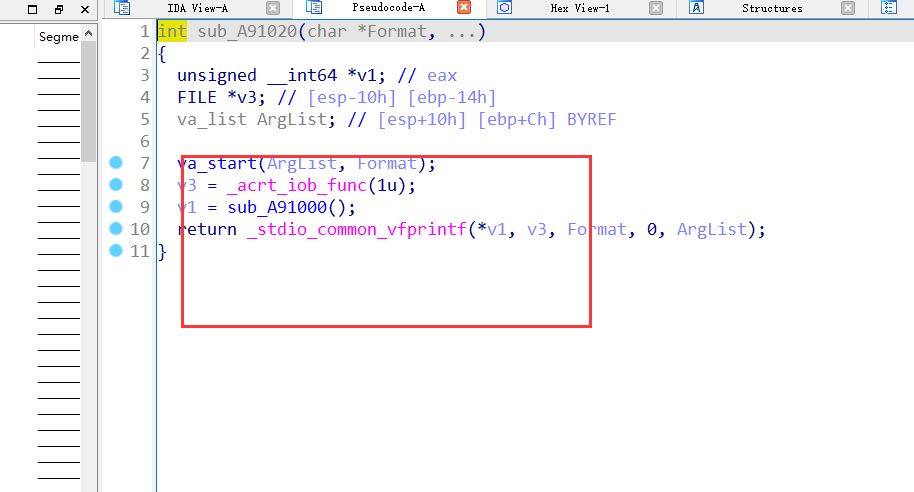 IDA View-A Pseudocode-A Hex View-1 Structures
Segme
1 int sub_A91020(char *Format, ...)
2 {
3 unsigned __int64 *v1; // eax
4 FILE *v3; // [esp-10h] [ebp-14h]
5 va_list ArgList; // [esp+10h] [ebp+Ch] BYREF
6
7 va_start(ArgList, Format);
8 v3 = _acrt_iob_func(1u);
9 v1 = sub_A91000();
10 return _stdio_common_vfprintf(*v1, v3, Format, 0, ArgList);
11 }